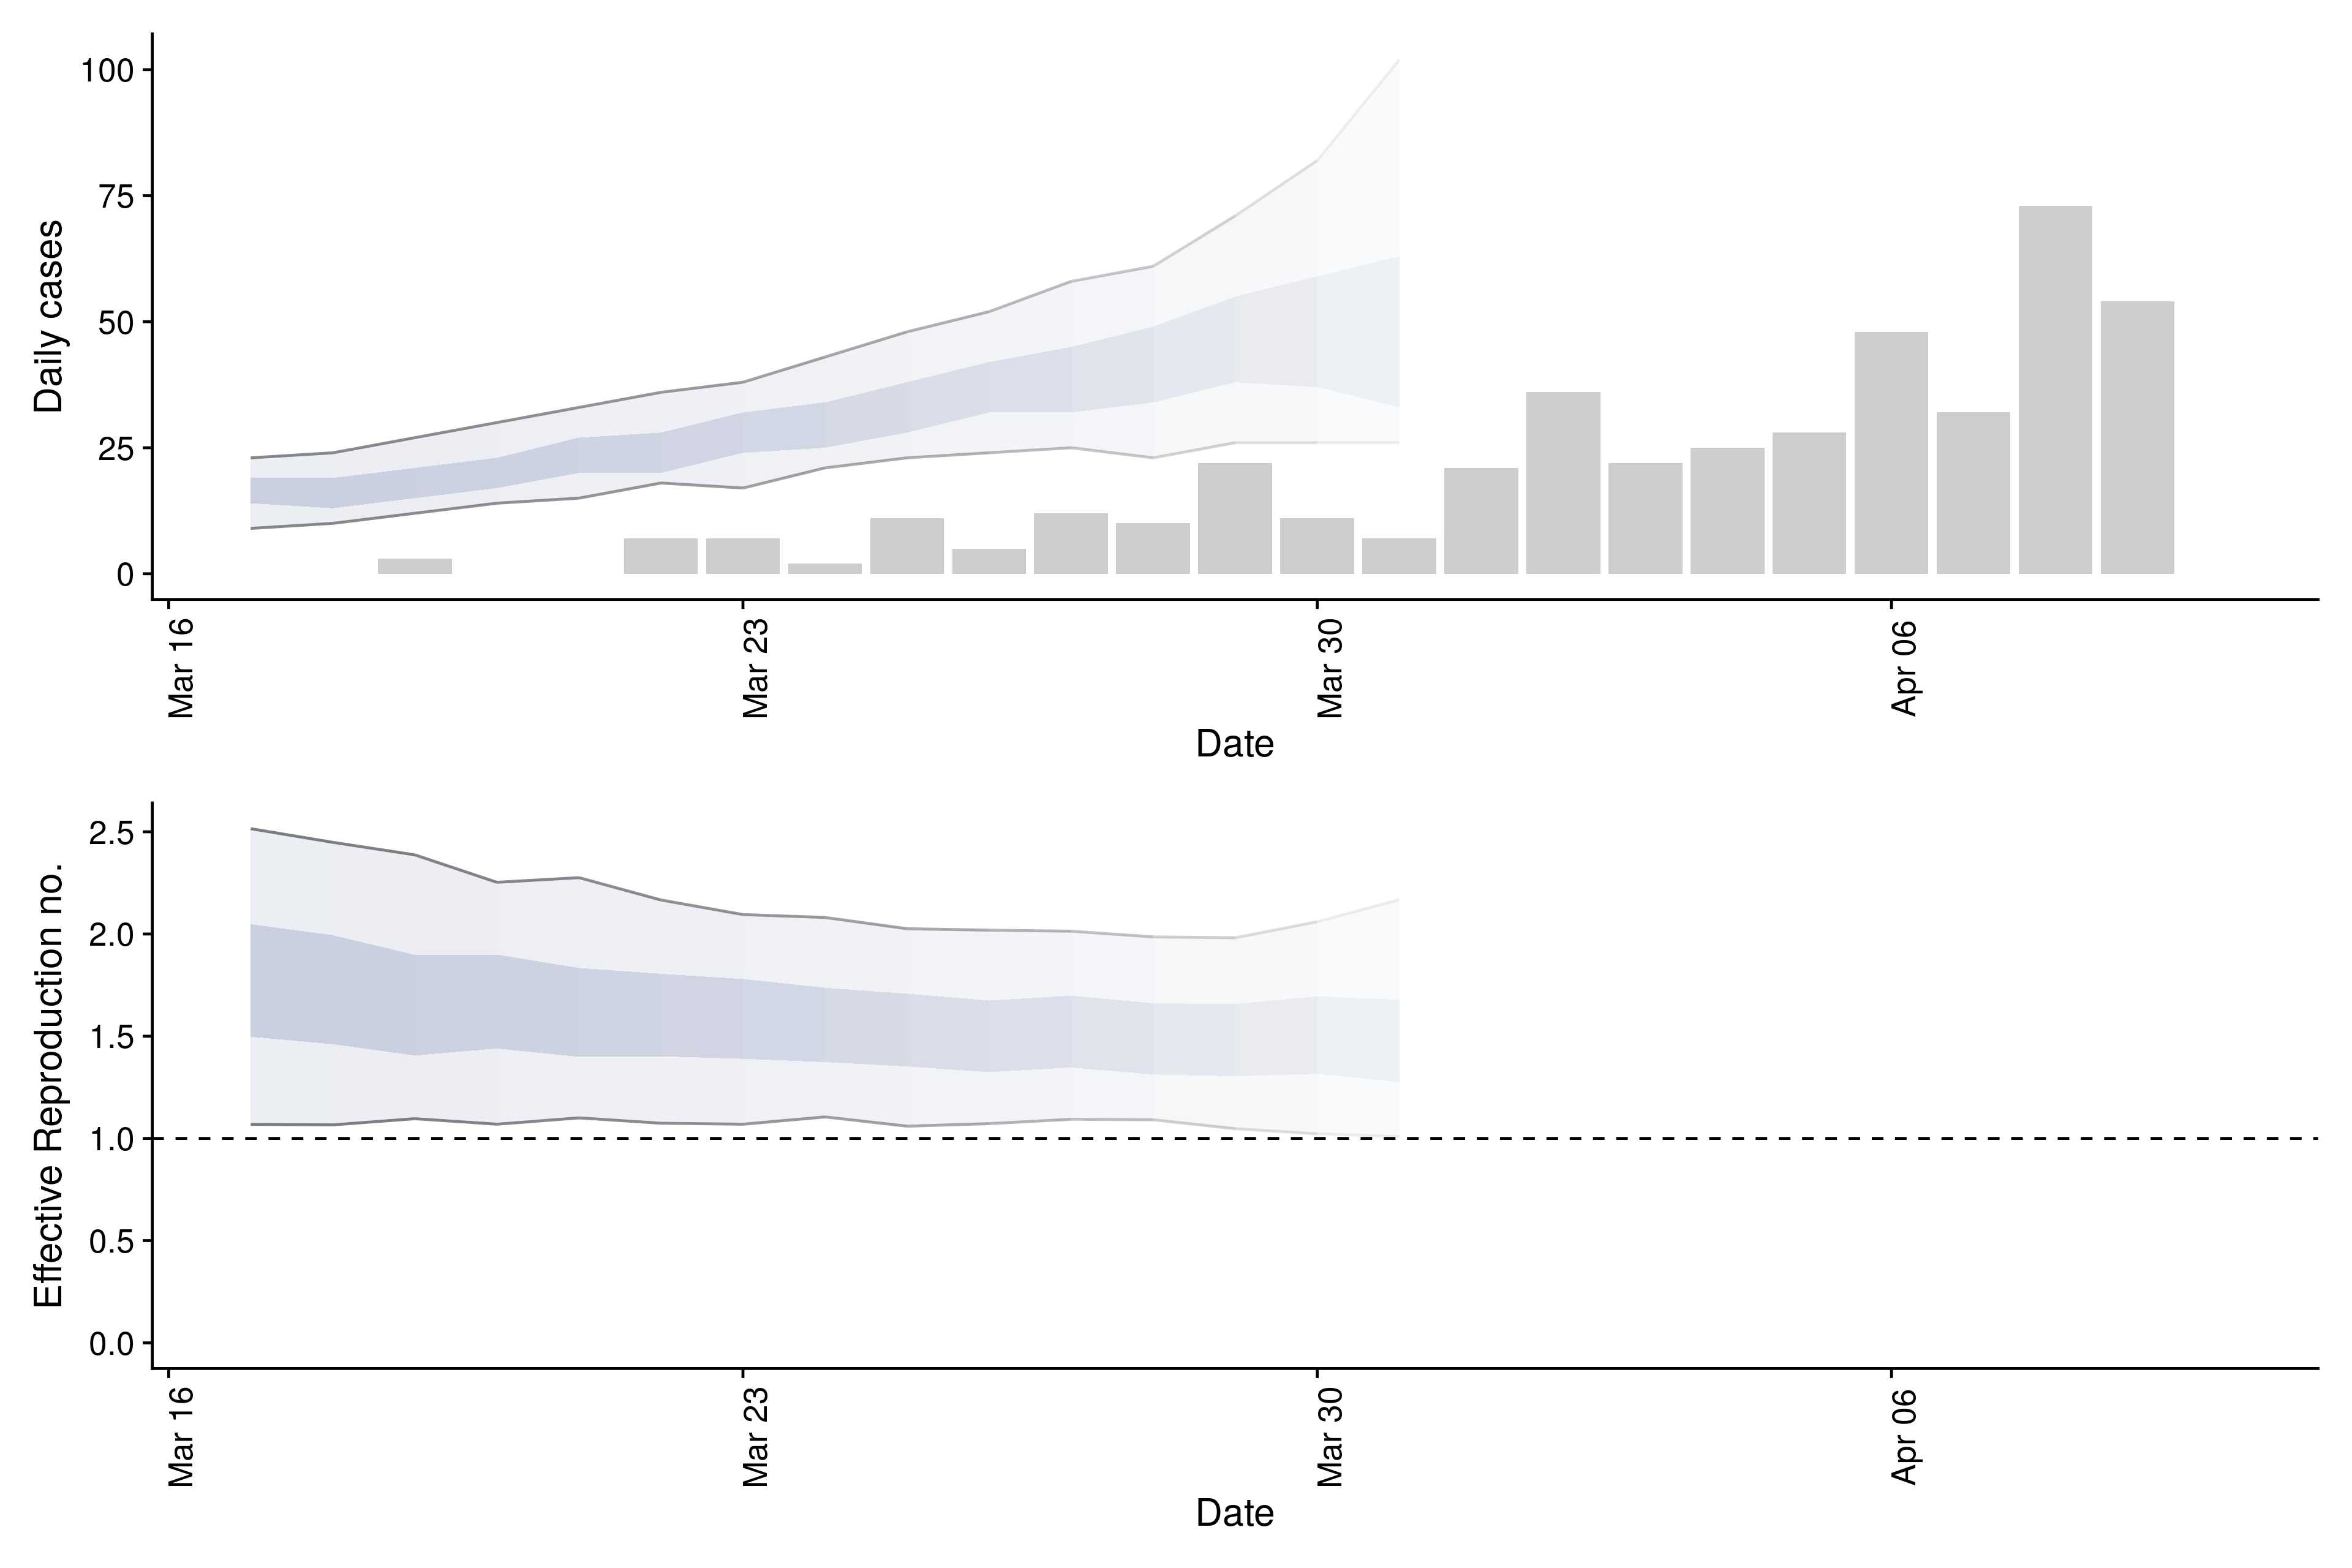 100
75
50
25
0
Daily cases
Mar 16
Mar 23
Mar 30
Apr 06
Date
2.5
2.0
1.5
1.0
0.5
0.0
Effective Reproduction no.
Mar 16
Mar 23
Mar 30
Apr 06
Date